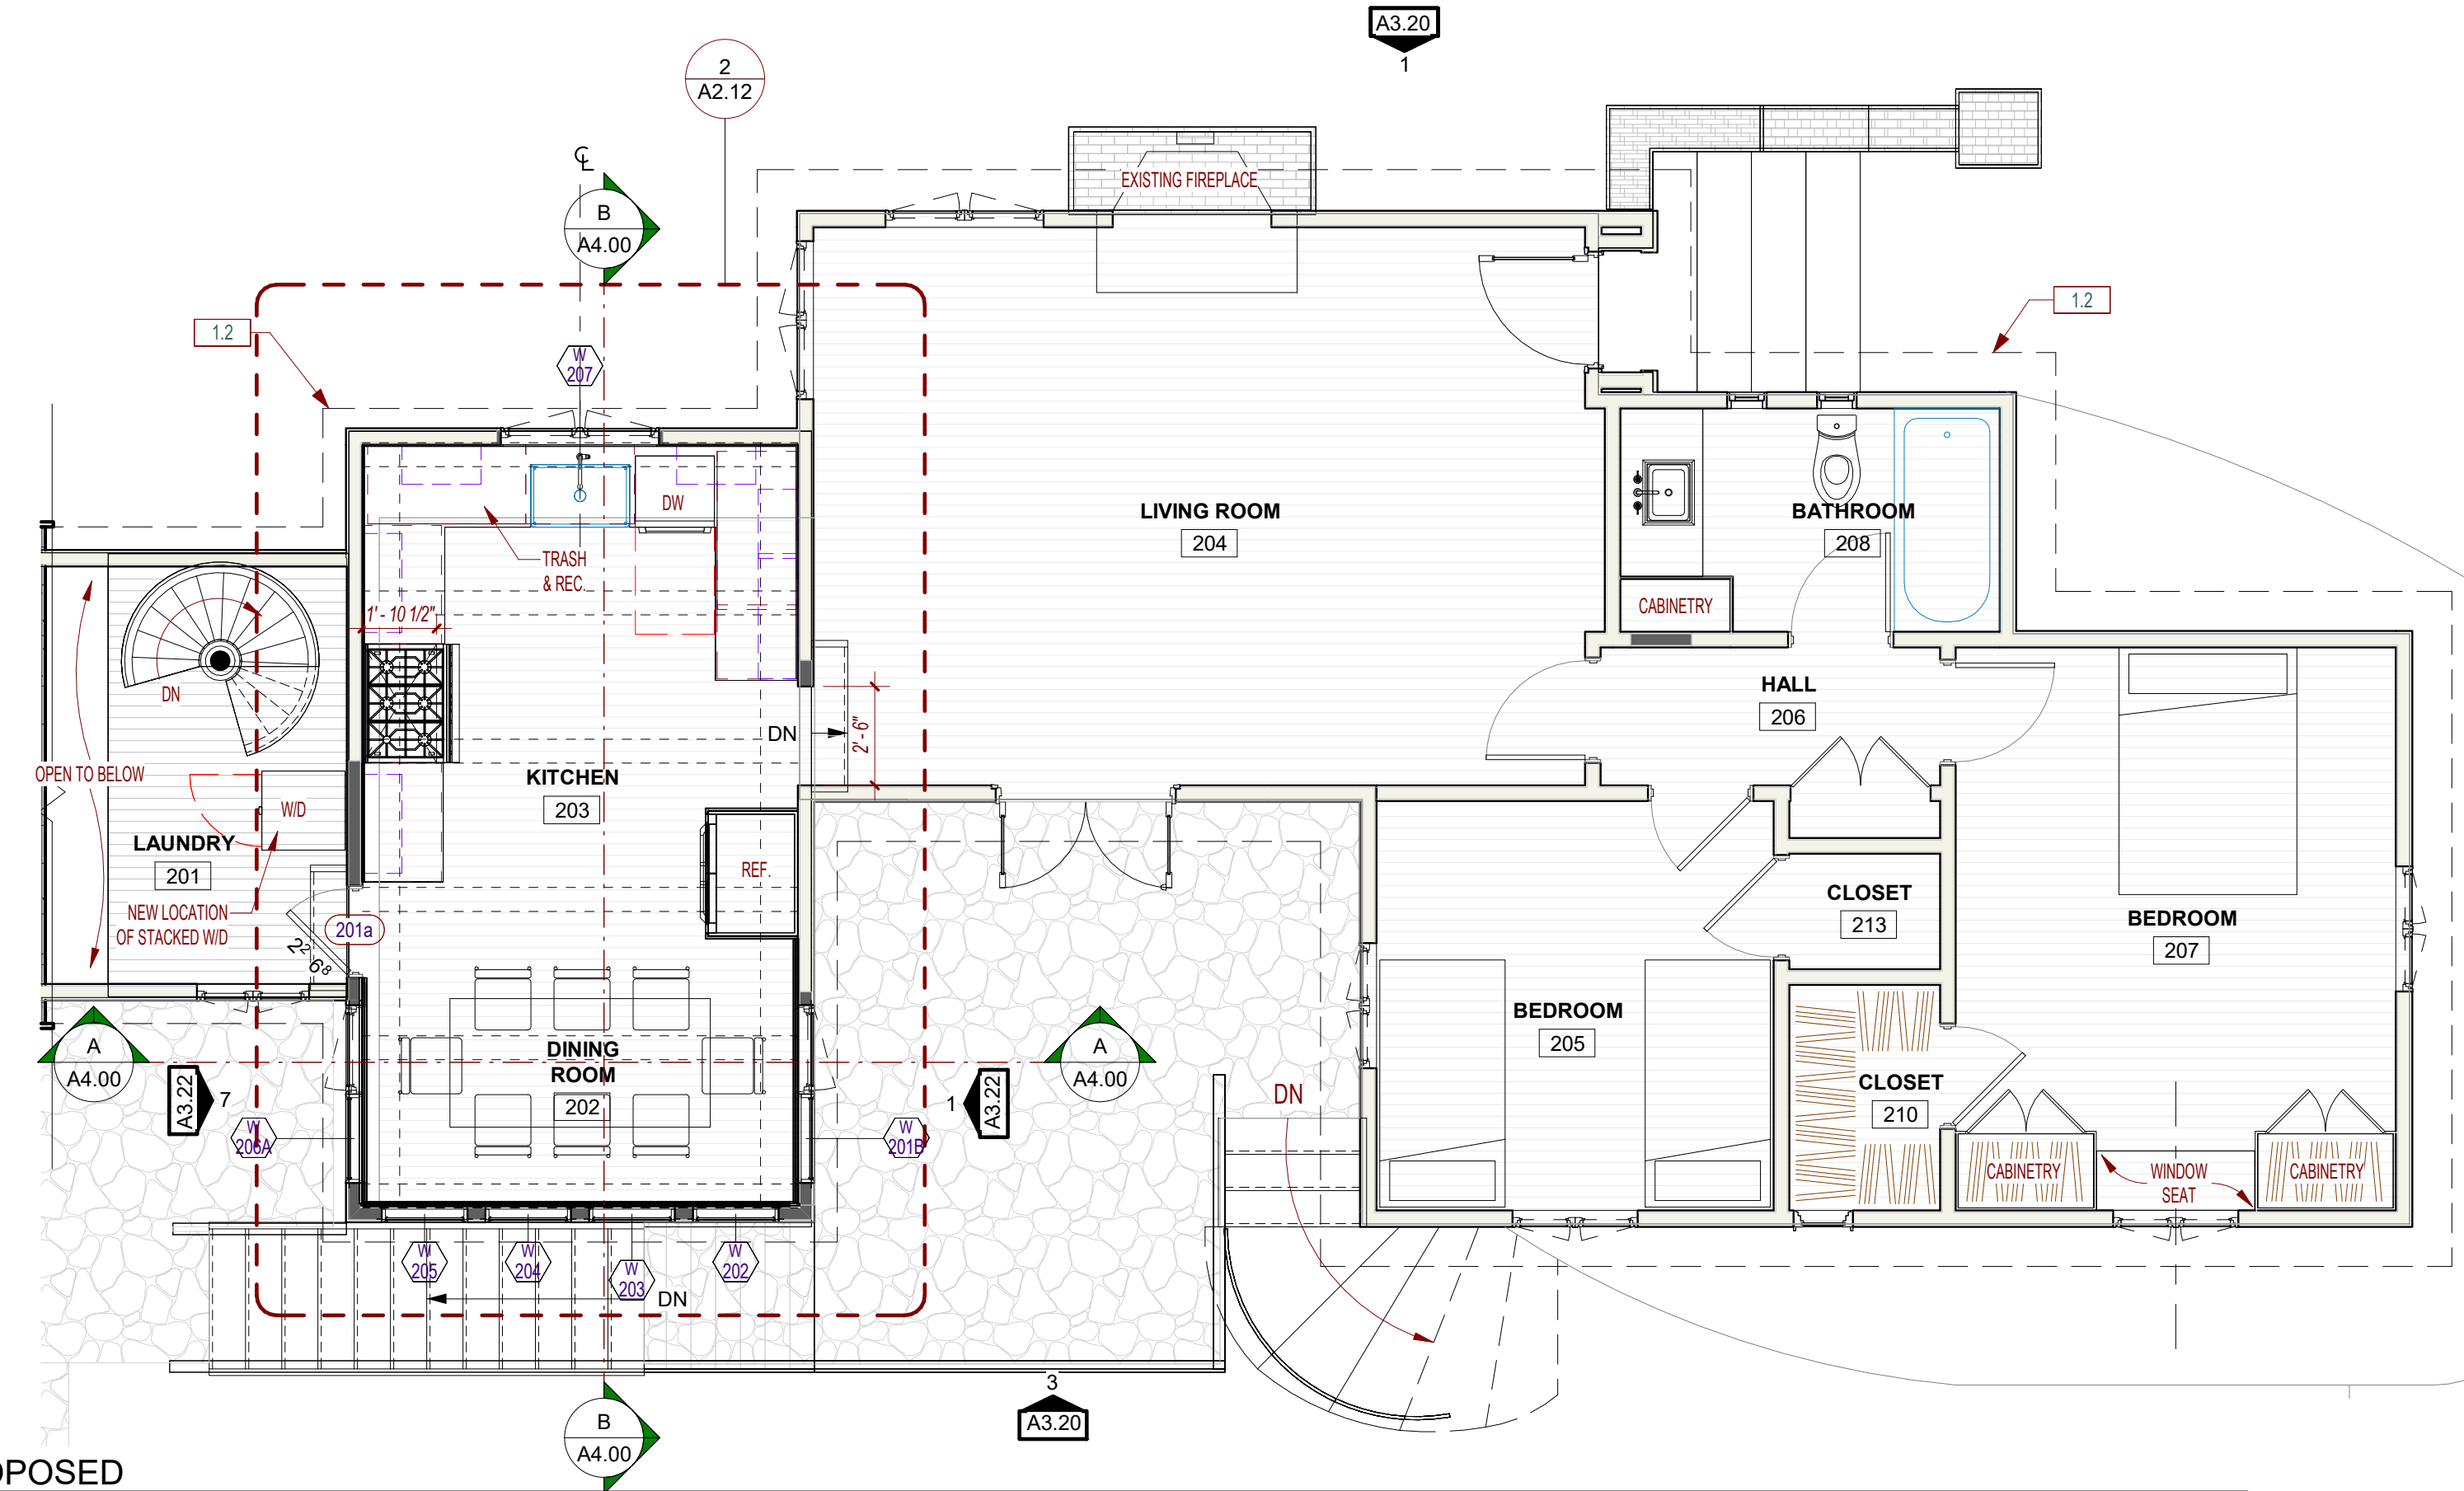 A3.20
1
2
A2.12
℄
EXISTING FIREPLACE
B
A4.00
1.2
1.2
W
207
DW
TRASH
& REC.
LIVING ROOM
204
BATHROOM
208
CABINETRY
1' - 10 1/2"
DN
HALL
206
2' - 6"
DN
OPEN TO BELOW
KITCHEN
203
W/D
LAUNDRY
201
REF.
CLOSET
213
BEDROOM
207
NEW LOCATION
OF STACKED W/D
201a
2² 6⁸
BEDROOM
205
A
A4.00
DINING
ROOM
202
A
A4.00
A3.22
7
1
A3.22
DN
CLOSET
210
W
206A
W
201B
CABINETRY
WINDOW
SEAT
CABINETRY
W
205
W
204
W
203
W
202
DN
3
A3.20
B
A4.00
OPOSED